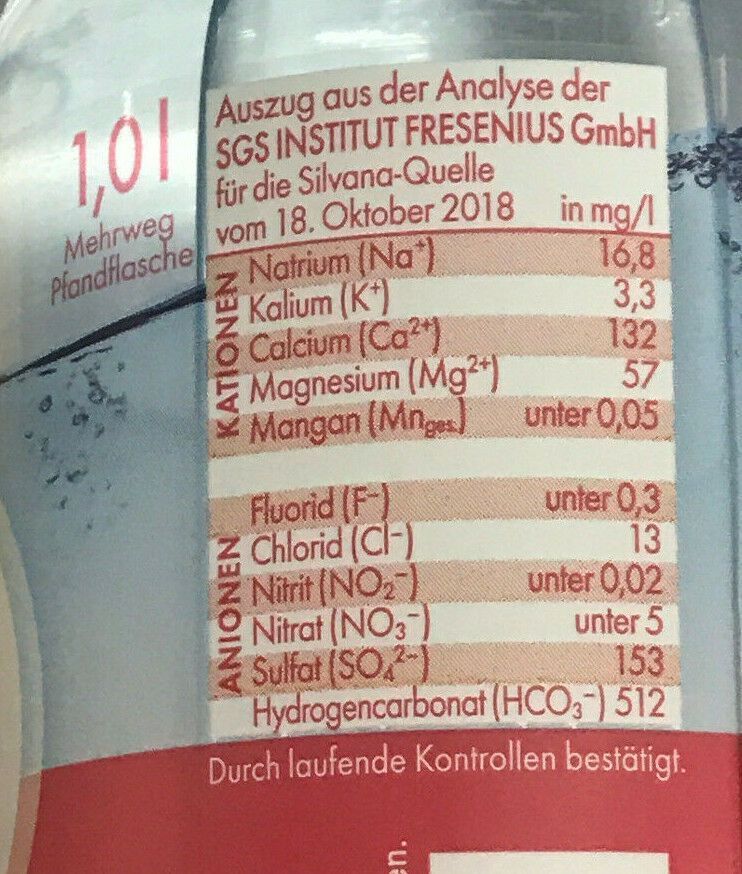 1,0 l
Mehrweg
Pfandflasche
Auszug aus der Analyse der
SGS INSTITUT FRESENIUS GmbH
für die Silvana-Quelle
vom 18. Oktober 2018 in mg/l
KATIONEN
Natrium (Na⁺) 16,8
Kalium (K⁺) 3,3
Calcium (Ca²⁺) 132
Magnesium (Mg²⁺) 57
Mangan (Mn ges.) unter 0,05
ANIONEN
Fluorid (F⁻) unter 0,3
Chlorid (Cl⁻) 13
Nitrit (NO₂⁻) unter 0,02
Nitrat (NO₃⁻) unter 5
Sulfat (SO₄²⁻) 153
Hydrogencarbonat (HCO₃⁻) 512
Durch laufende Kontrollen bestätigt.